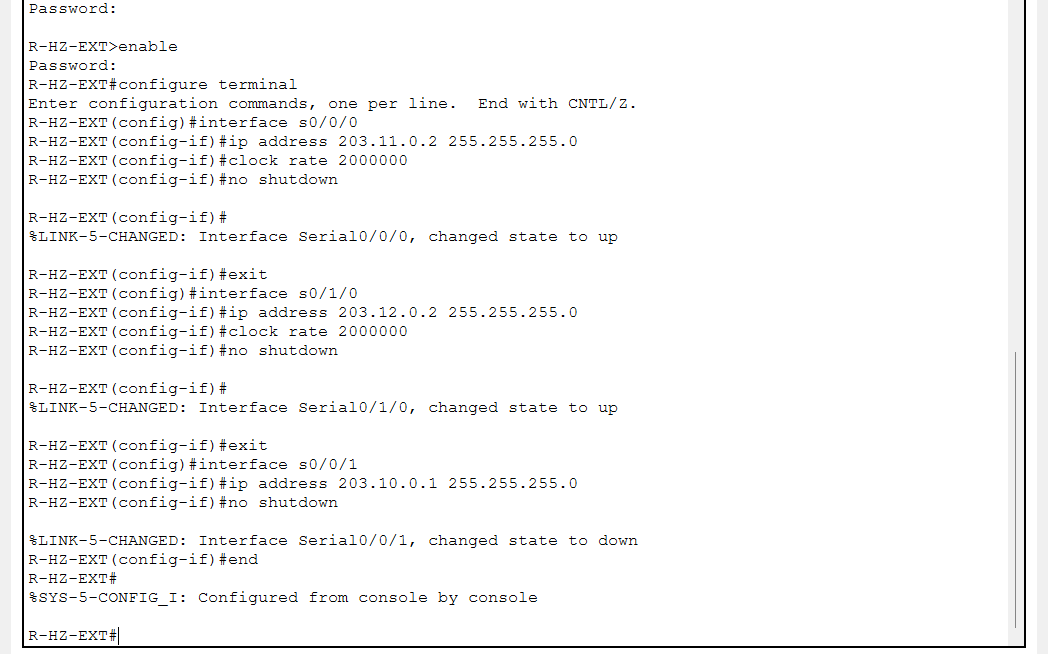 Password:
R-HZ-EXT>enable
Password:
R-HZ-EXT#configure terminal
Enter configuration commands, one per line.  End with CNTL/Z.
R-HZ-EXT(config)#interface s0/0/0
R-HZ-EXT(config-if)#ip address 203.11.0.2 255.255.255.0
R-HZ-EXT(config-if)#clock rate 2000000
R-HZ-EXT(config-if)#no shutdown
R-HZ-EXT(config-if)#
%LINK-5-CHANGED: Interface Serial0/0/0, changed state to up
R-HZ-EXT(config-if)#exit
R-HZ-EXT(config)#interface s0/1/0
R-HZ-EXT(config-if)#ip address 203.12.0.2 255.255.255.0
R-HZ-EXT(config-if)#clock rate 2000000
R-HZ-EXT(config-if)#no shutdown
R-HZ-EXT(config-if)#
%LINK-5-CHANGED: Interface Serial0/1/0, changed state to up
R-HZ-EXT(config-if)#exit
R-HZ-EXT(config)#interface s0/0/1
R-HZ-EXT(config-if)#ip address 203.10.0.1 255.255.255.0
R-HZ-EXT(config-if)#no shutdown
%LINK-5-CHANGED: Interface Serial0/0/1, changed state to down
R-HZ-EXT(config-if)#end
R-HZ-EXT#
%SYS-5-CONFIG_I: Configured from console by console
R-HZ-EXT#